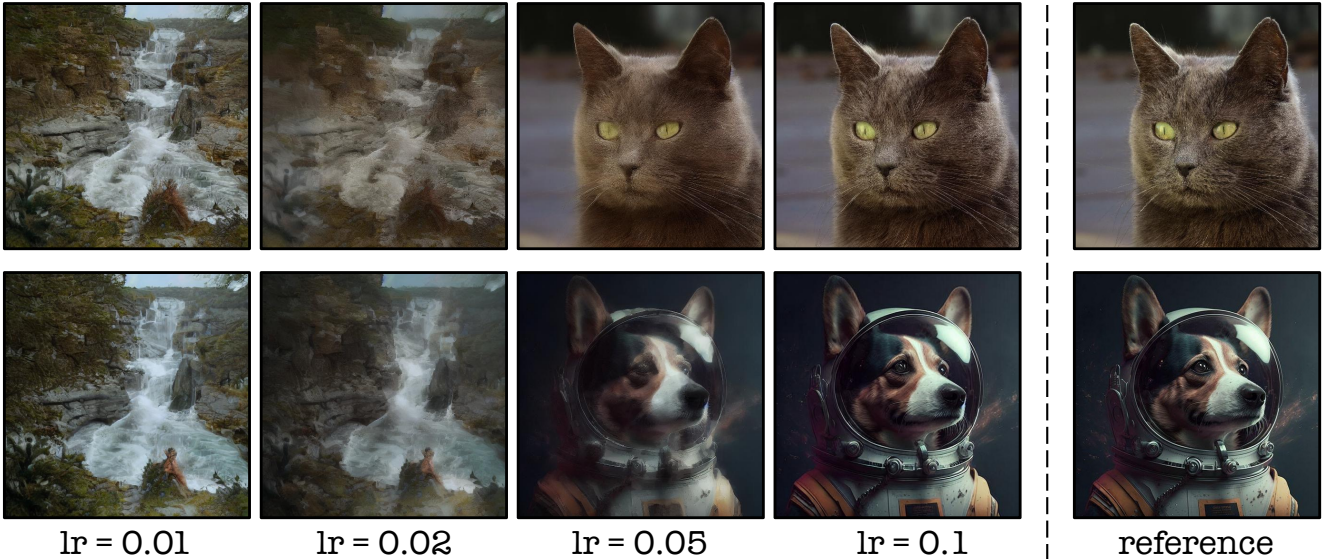 lr = 0.01 lr = 0.02 lr = 0.05 lr = 0.1 reference